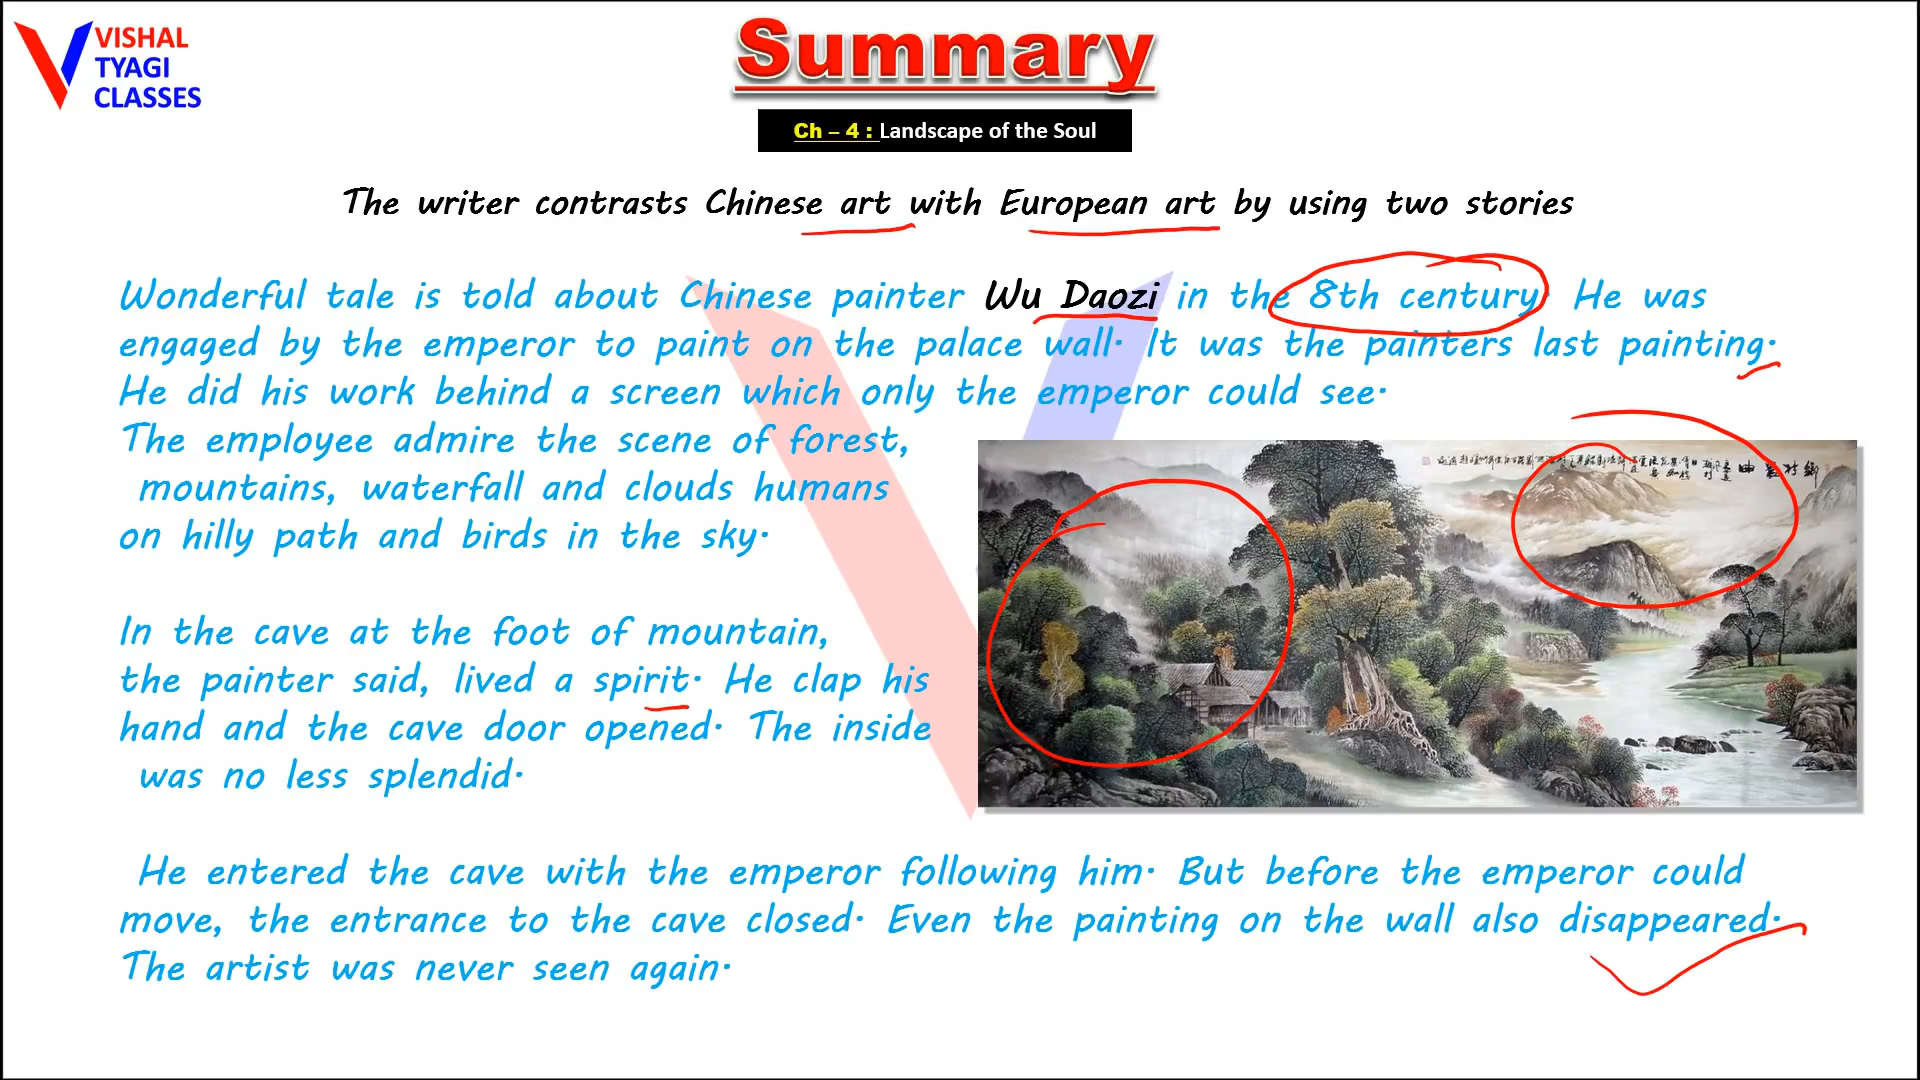 VISHAL
TYAGI
CLASSES
Summary
Ch – 4 : Landscape of the Soul
The writer contrasts Chinese art with European art by using two stories
Wonderful tale is told about Chinese painter Wu Daozi in the 8th century. He was
engaged by the emperor to paint on the palace wall. It was the painters last painting.
He did his work behind a screen which only the emperor could see.
The employee admire the scene of forest,
mountains, waterfall and clouds humans
on hilly path and birds in the sky.
In the cave at the foot of mountain,
the painter said, lived a spirit. He clap his
hand and the cave door opened. The inside
was no less splendid.
He entered the cave with the emperor following him. But before the emperor could
move, the entrance to the cave closed. Even the painting on the wall also disappeared.
The artist was never seen again.